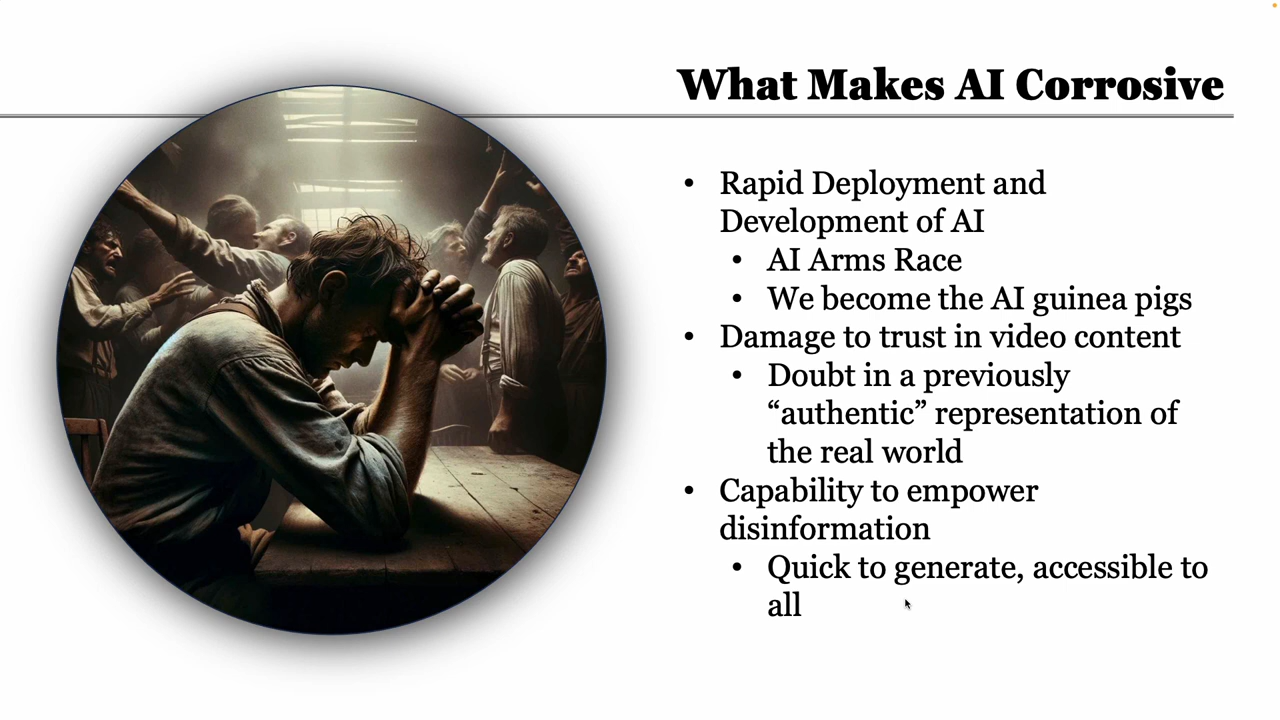 What Makes AI Corrosive
• Rapid Deployment and
Development of AI
• AI Arms Race
• We become the AI guinea pigs
• Damage to trust in video content
• Doubt in a previously
“authentic” representation of
the real world
• Capability to empower
disinformation
• Quick to generate, accessible to
all